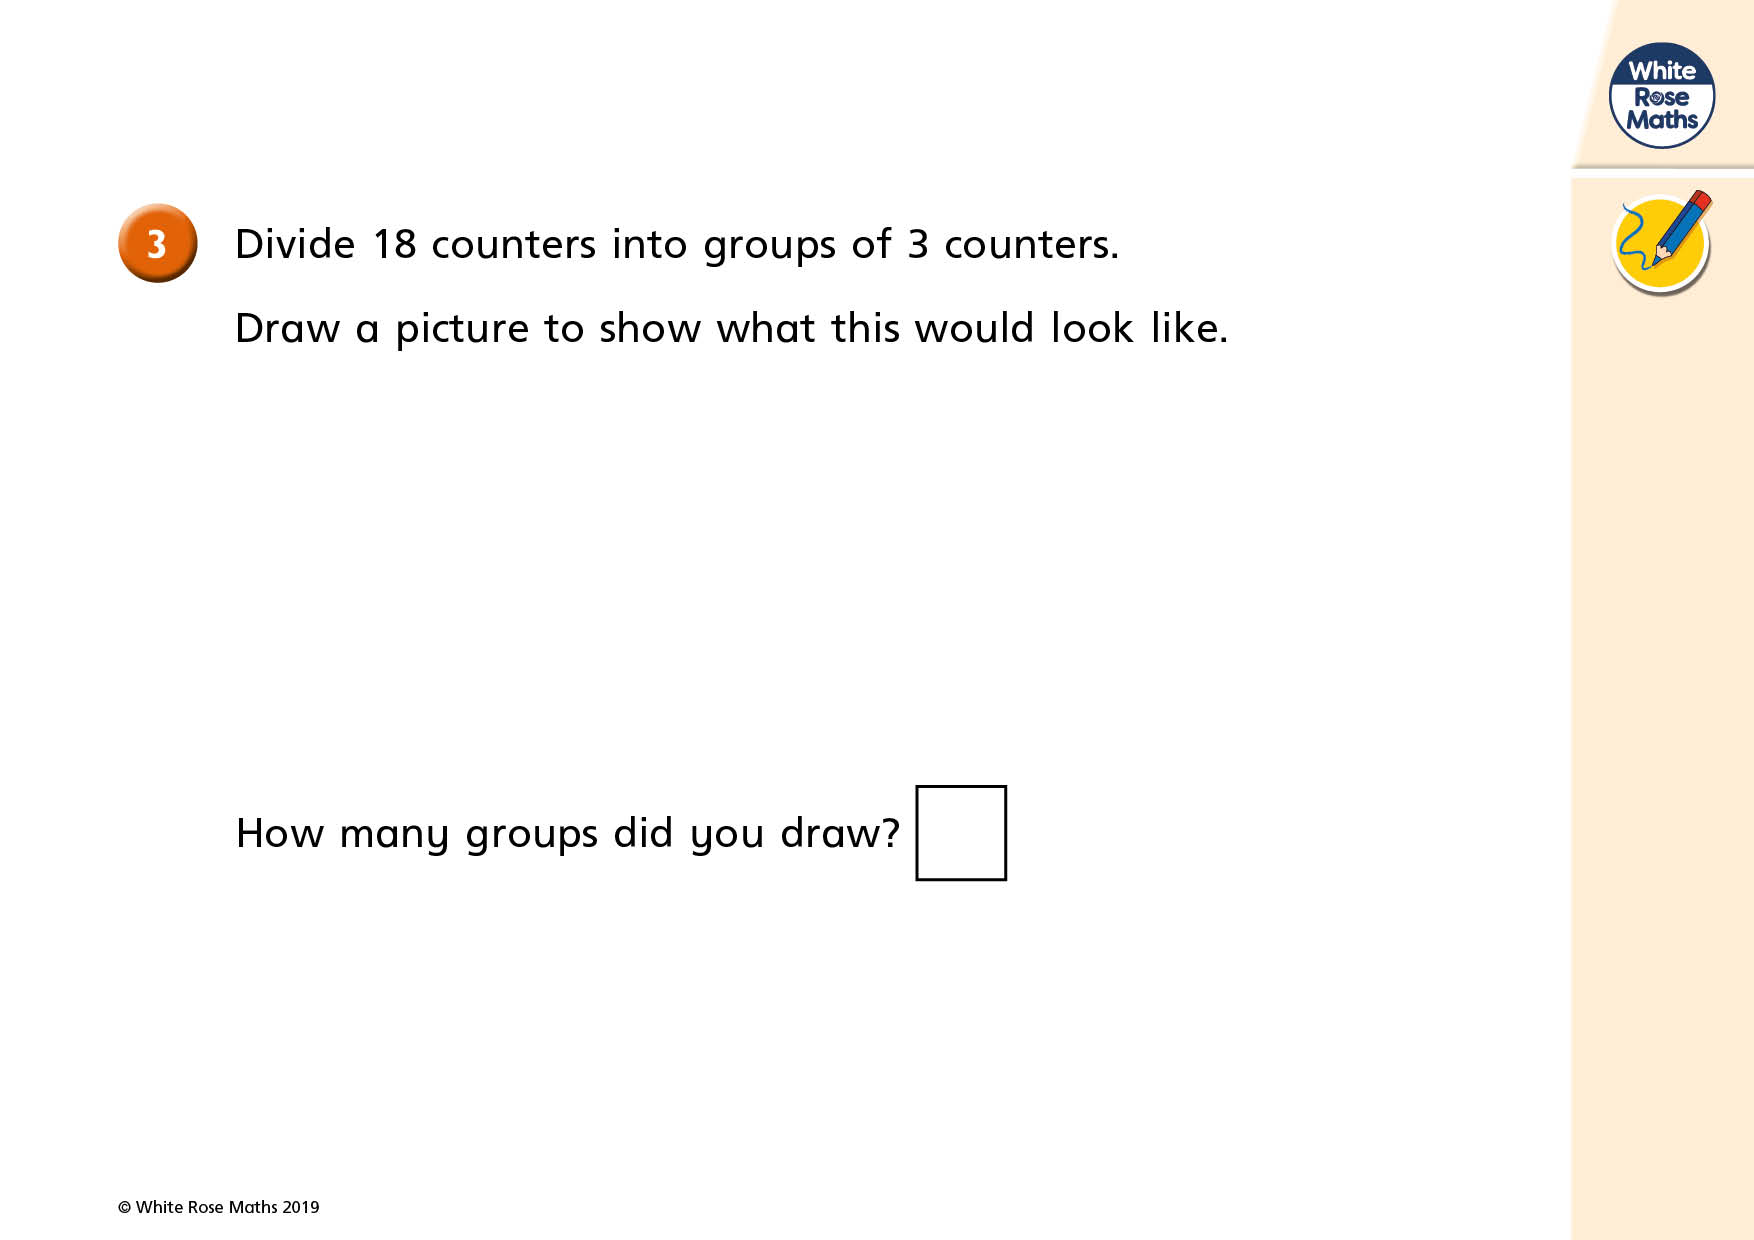 White
Rose
Maths
3 Divide 18 counters into groups of 3 counters.
Draw a picture to show what this would look like.
How many groups did you draw?
© White Rose Maths 2019